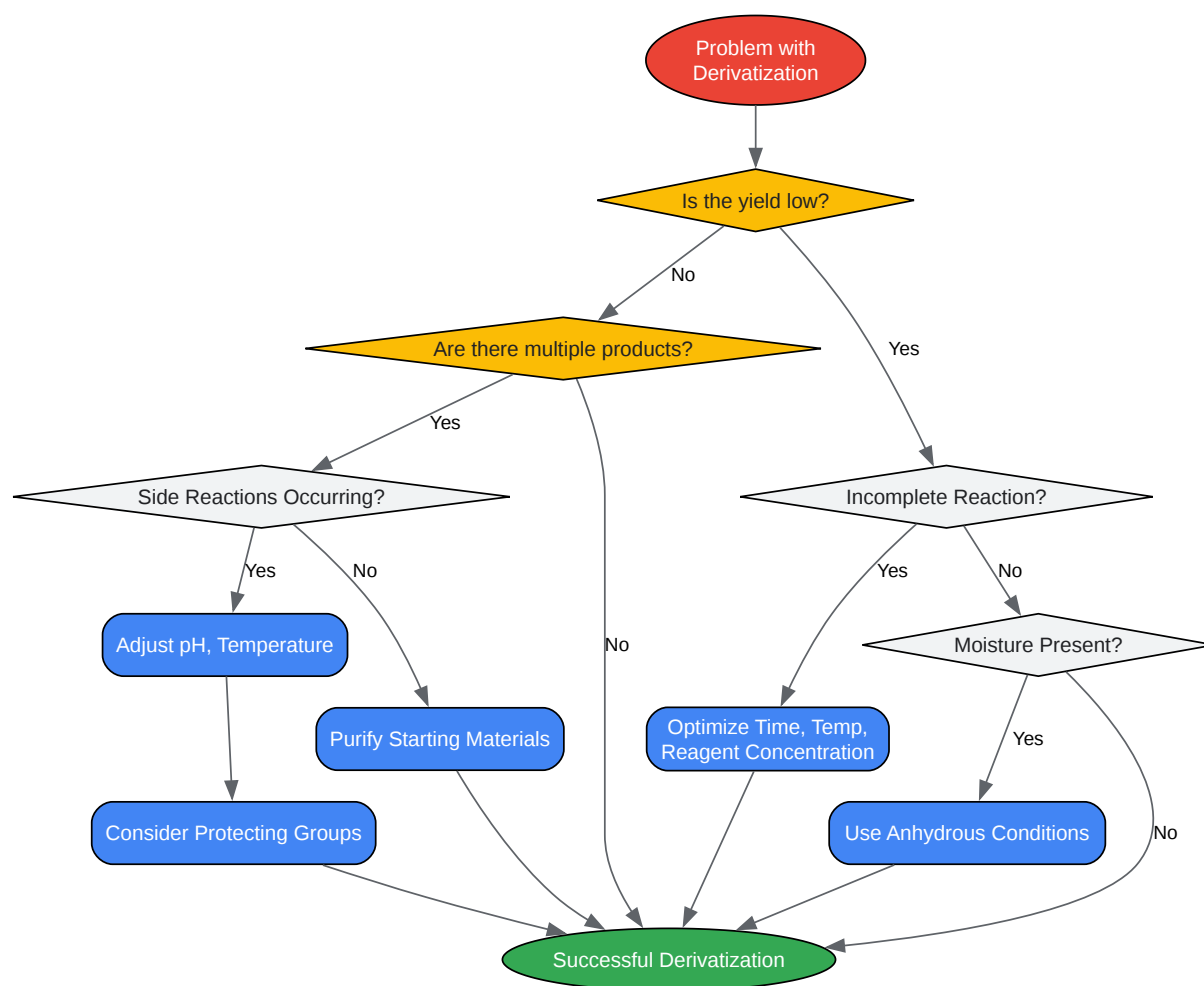 Problem with
Derivatization
Is the yield low?
No
Yes
Are there multiple products?
Yes
No
Side Reactions Occurring?
Incomplete Reaction?
Yes
No
Yes
No
Adjust pH, Temperature
Moisture Present?
Purify Starting Materials
Optimize Time, Temp,
Reagent Concentration
Yes
No
Consider Protecting Groups
Use Anhydrous Conditions
Successful Derivatization